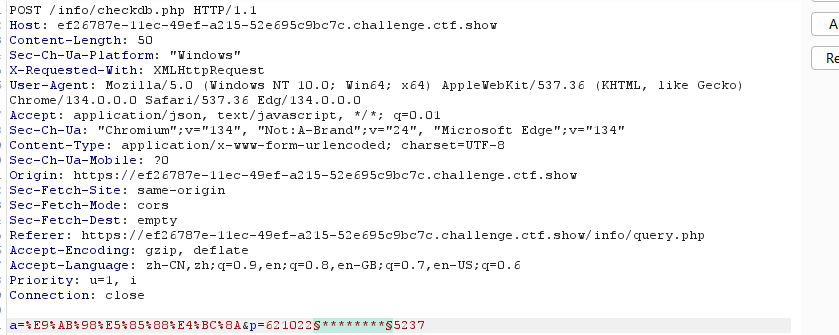 POST /info/checkdb.php HTTP/1.1
Host: ef26787e-11ec-49ef-a215-52e695c9bc7c.challenge.ctf.show
Content-Length: 50
Sec-Ch-Ua-Platform: "Windows"
X-Requested-With: XMLHttpRequest
User-Agent: Mozilla/5.0 (Windows NT 10.0; Win64; x64) AppleWebKit/537.36 (KHTML, like Gecko)
Chrome/134.0.0.0 Safari/537.36 Edg/134.0.0.0
Accept: application/json, text/javascript, */*; q=0.01
Sec-Ch-Ua: "Chromium";v="134", "Not:A-Brand";v="24", "Microsoft Edge";v="134"
Content-Type: application/x-www-form-urlencoded; charset=UTF-8
Sec-Ch-Ua-Mobile: ?0
Origin: https://ef26787e-11ec-49ef-a215-52e695c9bc7c.challenge.ctf.show
Sec-Fetch-Site: same-origin
Sec-Fetch-Mode: cors
Sec-Fetch-Dest: empty
Referer: https://ef26787e-11ec-49ef-a215-52e695c9bc7c.challenge.ctf.show/info/query.php
Accept-Encoding: gzip, deflate
Accept-Language: zh-CN,zh;q=0.9,en;q=0.8,en-GB;q=0.7,en-US;q=0.6
Priority: u=1, i
Connection: close
a=%E9%AB%98%E5%85%88%E4%BC%8A&p=621022§********§5237